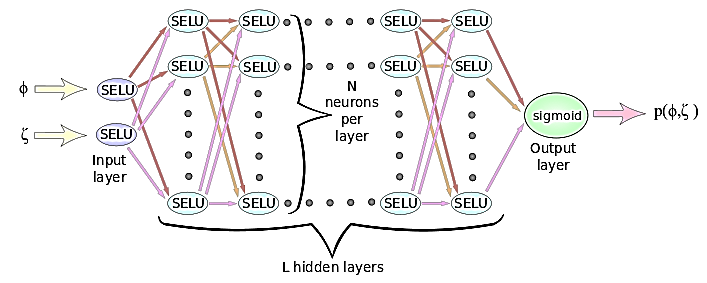 SELU SELU SELU SELU
SELU SELU SELU SELU
ϕ SELU
N
neurons
per
layer
sigmoid
p(ϕ,ζ )
ζ SELU
Input
layer
Output
layer
SELU SELU SELU SELU
L hidden layers